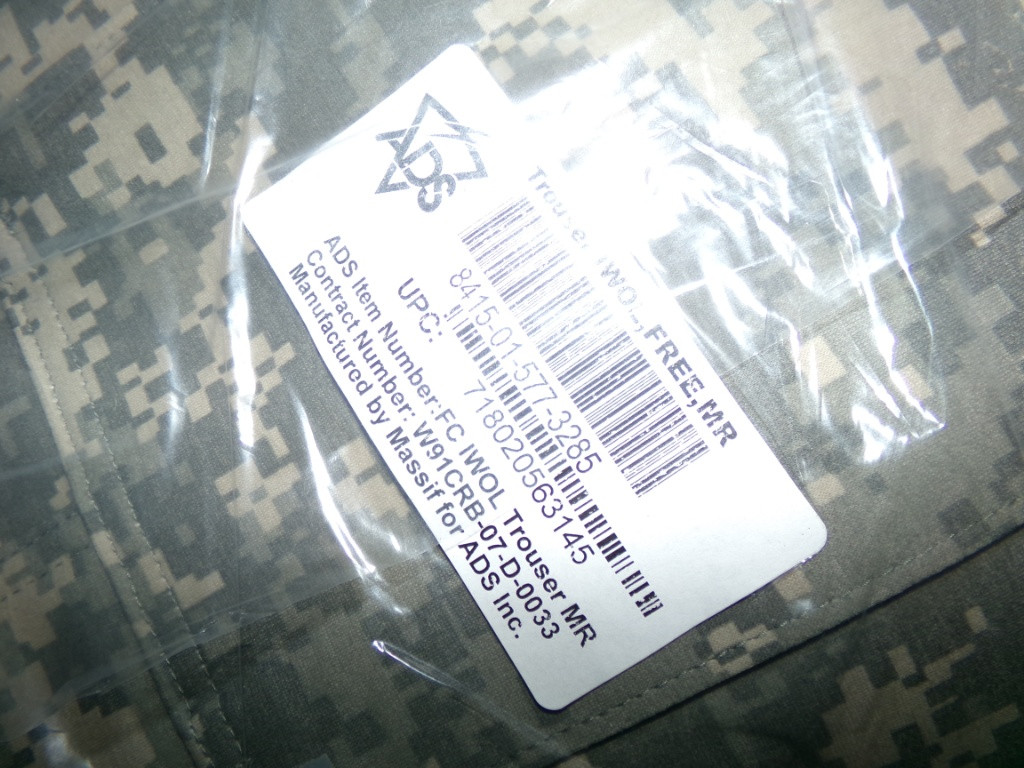 ADS
Trouser IWOL,FREE,MR
8415-01-577-3285
UPC:
718020563145
ADS Item Number:FC IWOL Trouser MR
Contract Number: W91CRB-07-D-0033
Manufactured by Massif for ADS Inc.